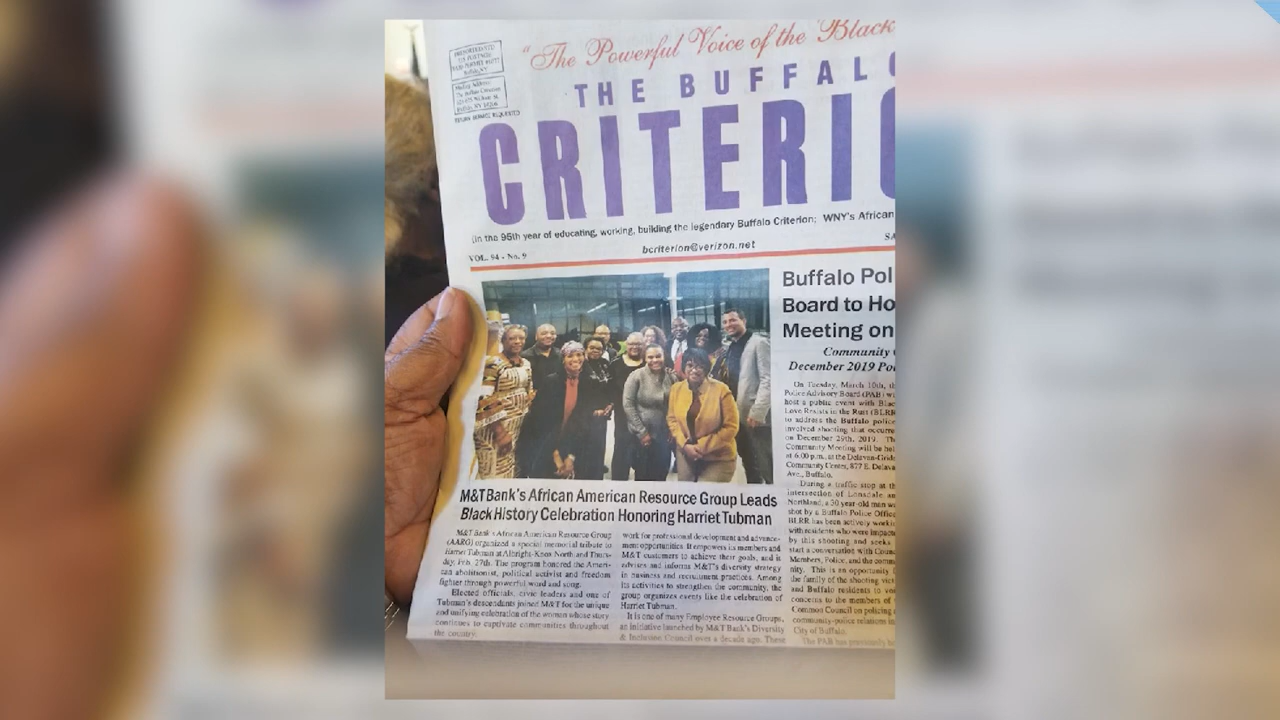 "The Powerful Voice of the Black
THE BUFFALO
CRITERIO
(In the 95th year of educating, working, building the legendary Buffalo Criterion; WNY's African
bcriterion@verizon.net
SA
VOL. 94 - No. 9
M&T Bank's African American Resource Group Leads
Black History Celebration Honoring Harriet Tubman
M&T Bank's African American Resource Group
(AARG) organized a special memorial tribute to
Harriet Tubman at Albright-Knox Northland Thurs-
day, Feb. 27th. The program honored the Ameri-
can abolitionist, political activist and freedom
fighter through powerful word and song.
Elected officials, civic leaders and one of
Tubman's descendants joined M&T for the unique
and unifying celebration of the woman whose story
continues to captivate communities throughout
the country.
work for professional development and advance-
ment opportunities. It empowers its members and
M&T customers to achieve their goals, and it
advises and informs M&T's diversity strategy
in business and recruitment practices. Among
its activities to strengthen the community, the
group organizes events like the celebration of
Harriet Tubman.
It is one of many Employee Resource Groups,
an initiative launched by M&T Bank's Diversity
& Inclusive Council over a decade ago. These
Buffalo Pol
Board to Ho
Meeting on
Community
December 2019 Pol
On Tuesday, March 10th, th
Police Advisory Board (PAB) wi
host a public event with Blac
Love Resists in the Rust (BLRR
to address the Buffalo police
involved shooting that occurre
on December 29th, 2019. The
Community Meeting will be hel
at 6:00 p.m., at the Delavan-Grid
Community Center, 877 E. Delava
Ave., Buffalo.
During a traffic stop at th
intersection of Lonsdale an
Northland, a 30 year-old man w
shot by a Buffalo Police Office
BLRR has been actively worki
with residents who were impact
by this shooting and seeks
start a conversation with Counc
Members, Police, and the comm
nity. This is an opportunity
the family of the shooting vict
and Buffalo residents to voi
concerns to the members of
Common Council on policing
community-police relations in
City of Buffalo.
The PAB has previously h